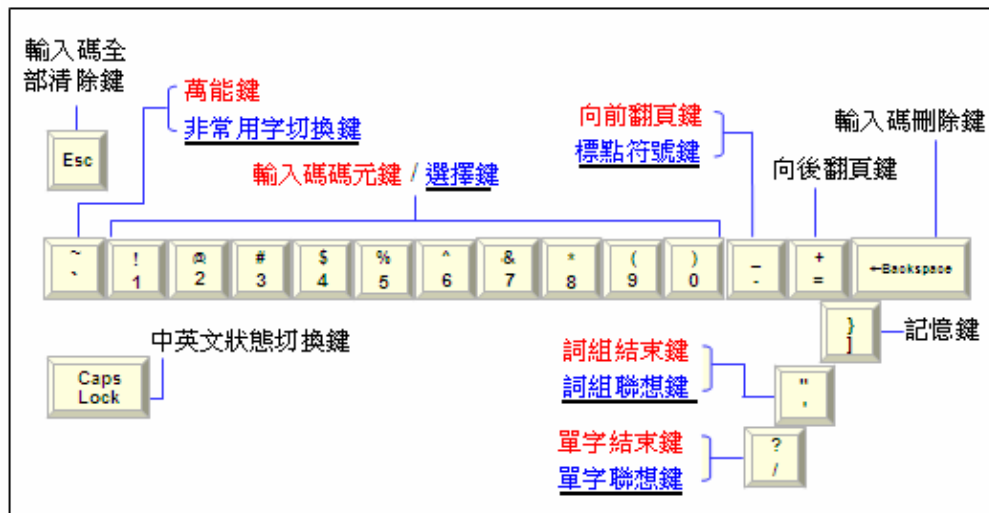 輸入碼全
部清除鍵
萬能鍵
非常用字切換鍵
向前翻頁鍵
標點符號鍵
輸入碼刪除鍵
向後翻頁鍵
Esc
輸入碼碼元鍵 / 選擇鍵
~ ! @ # $ % ^ & * ( ) _ +
` 1 2 3 4 5 6 7 8 9 0 - = ←Backspace
}
]
記憶鍵
中英文狀態切換鍵
Caps
Lock
詞組結束鍵
詞組聯想鍵
"
'
單字結束鍵
單字聯想鍵
?
/